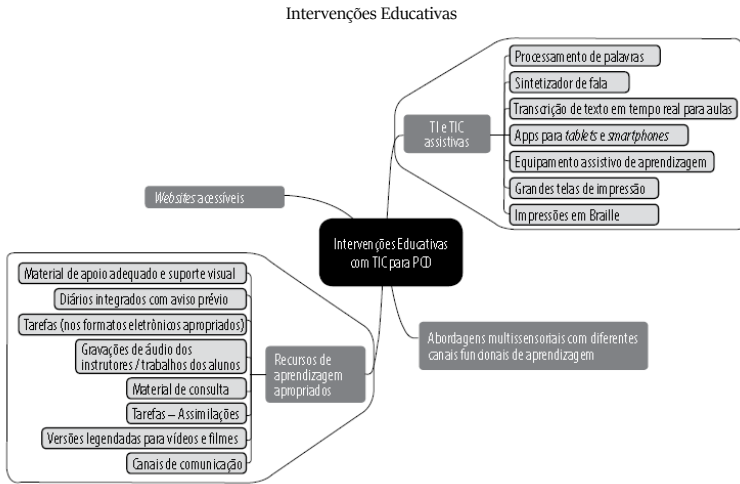 Intervenções Educativas
Processamento de palavras
Sintetizador de fala
Transcrição de texto em tempo real para aulas
TI e TIC
assistivas
Apps para tablets e smartphones
Equipamento assistivo de aprendizagem
Grandes telas de impressão
Impressões em Braille
Websites acessíveis
Intervenções Educativas
com TIC para PCD
Abordagens multissensoriais com diferentes
canais funcionais de aprendizagem
Recursos de
aprendizagem
apropriados
Material de apoio adequado e suporte visual
Diários integrados com aviso prévio
Tarefas (nos formatos eletrônicos apropriados)
Gravações de áudio dos
instrutores / trabalhos dos alunos
Material de consulta
Tarefas – Assimilações
Versões legendadas para vídeos e filmes
Canais de comunicação